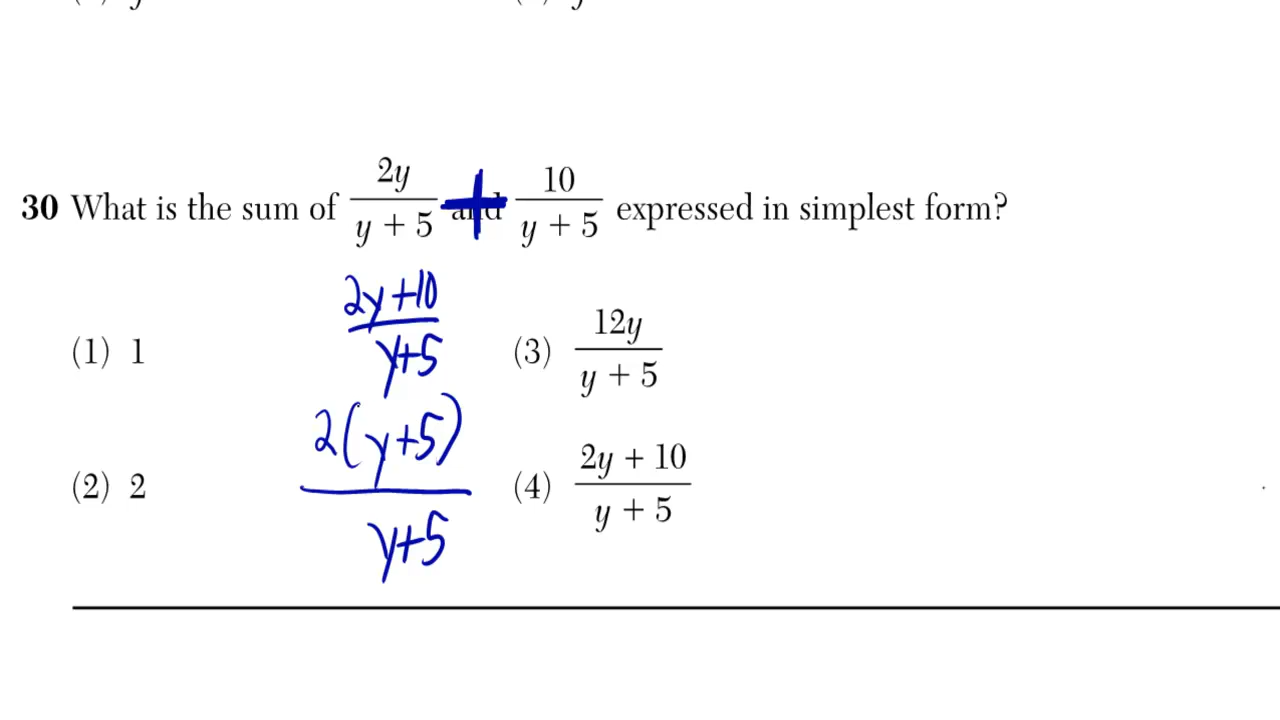 30 What is the sum of 2y/(y + 5) and + 10/(y + 5) expressed in simplest form?
2y+10
y+5
(1) 1
(3) 12y/(y + 5)
2(y+5)
y+5
(2) 2
(4) (2y + 10)/(y + 5)